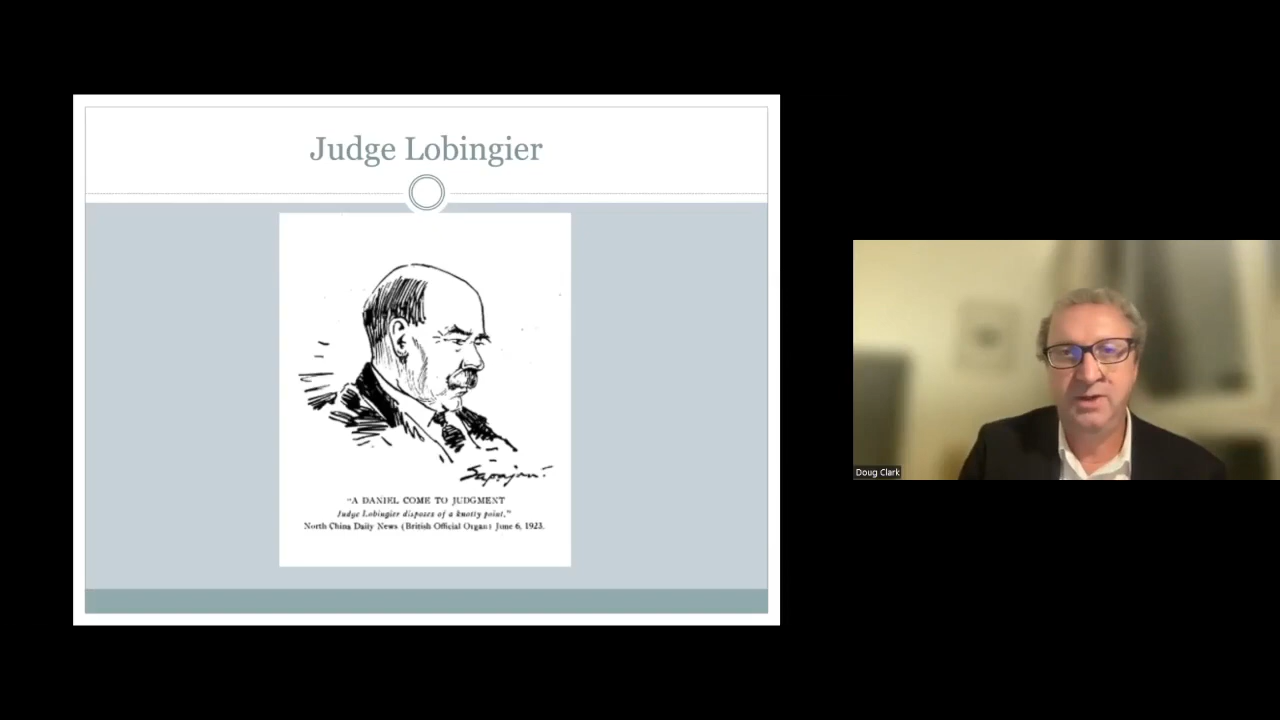 Judge Lobingier
Sapajou
"A DANIEL COME TO JUDGMENT
Judge Lobingier disposes of a knotty point."
North China Daily News (British Official Organ) June 6, 1923.
Doug Clark